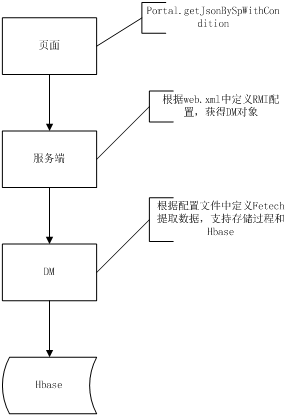 Portal.getJsonBySpWithCon
dition
页面
根据web.xml中定义RMI配
置，获得DM对象
服务端
根据配置文件中定义Fetech
提取数据，支持存储过程和
Hbase
DM
Hbase